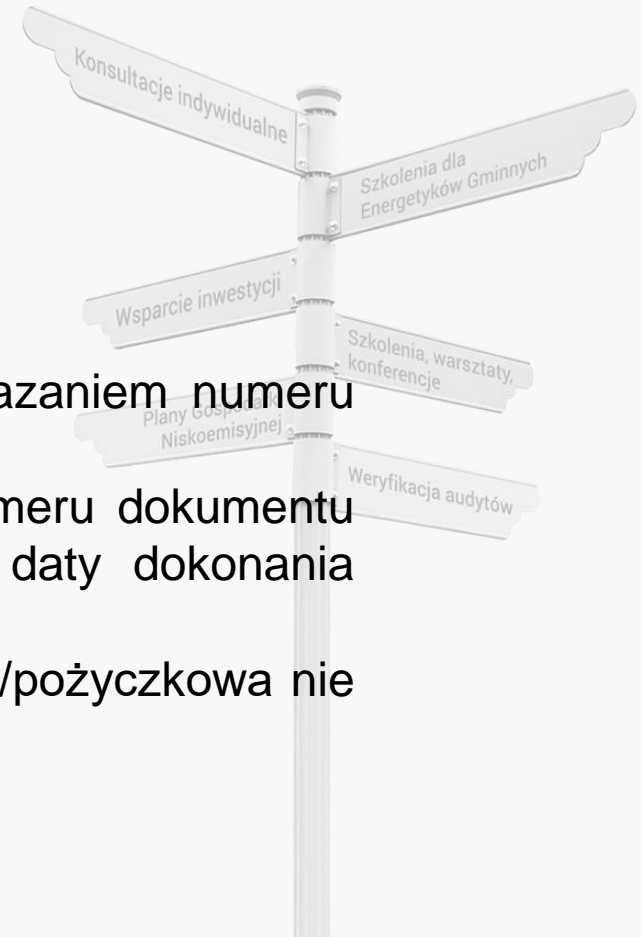 Konsultacje indywidualne
Szkolenia dla
Energetyków Gminnych
Wsparcie inwestycji
Szkolenia, warsztaty,
konferencje
azaniem numeru
Plany Gospodarki
Niskoemisyjnej
Weryfikacja audytów
meru dokumentu
daty dokonania
/pożyczkowa nie